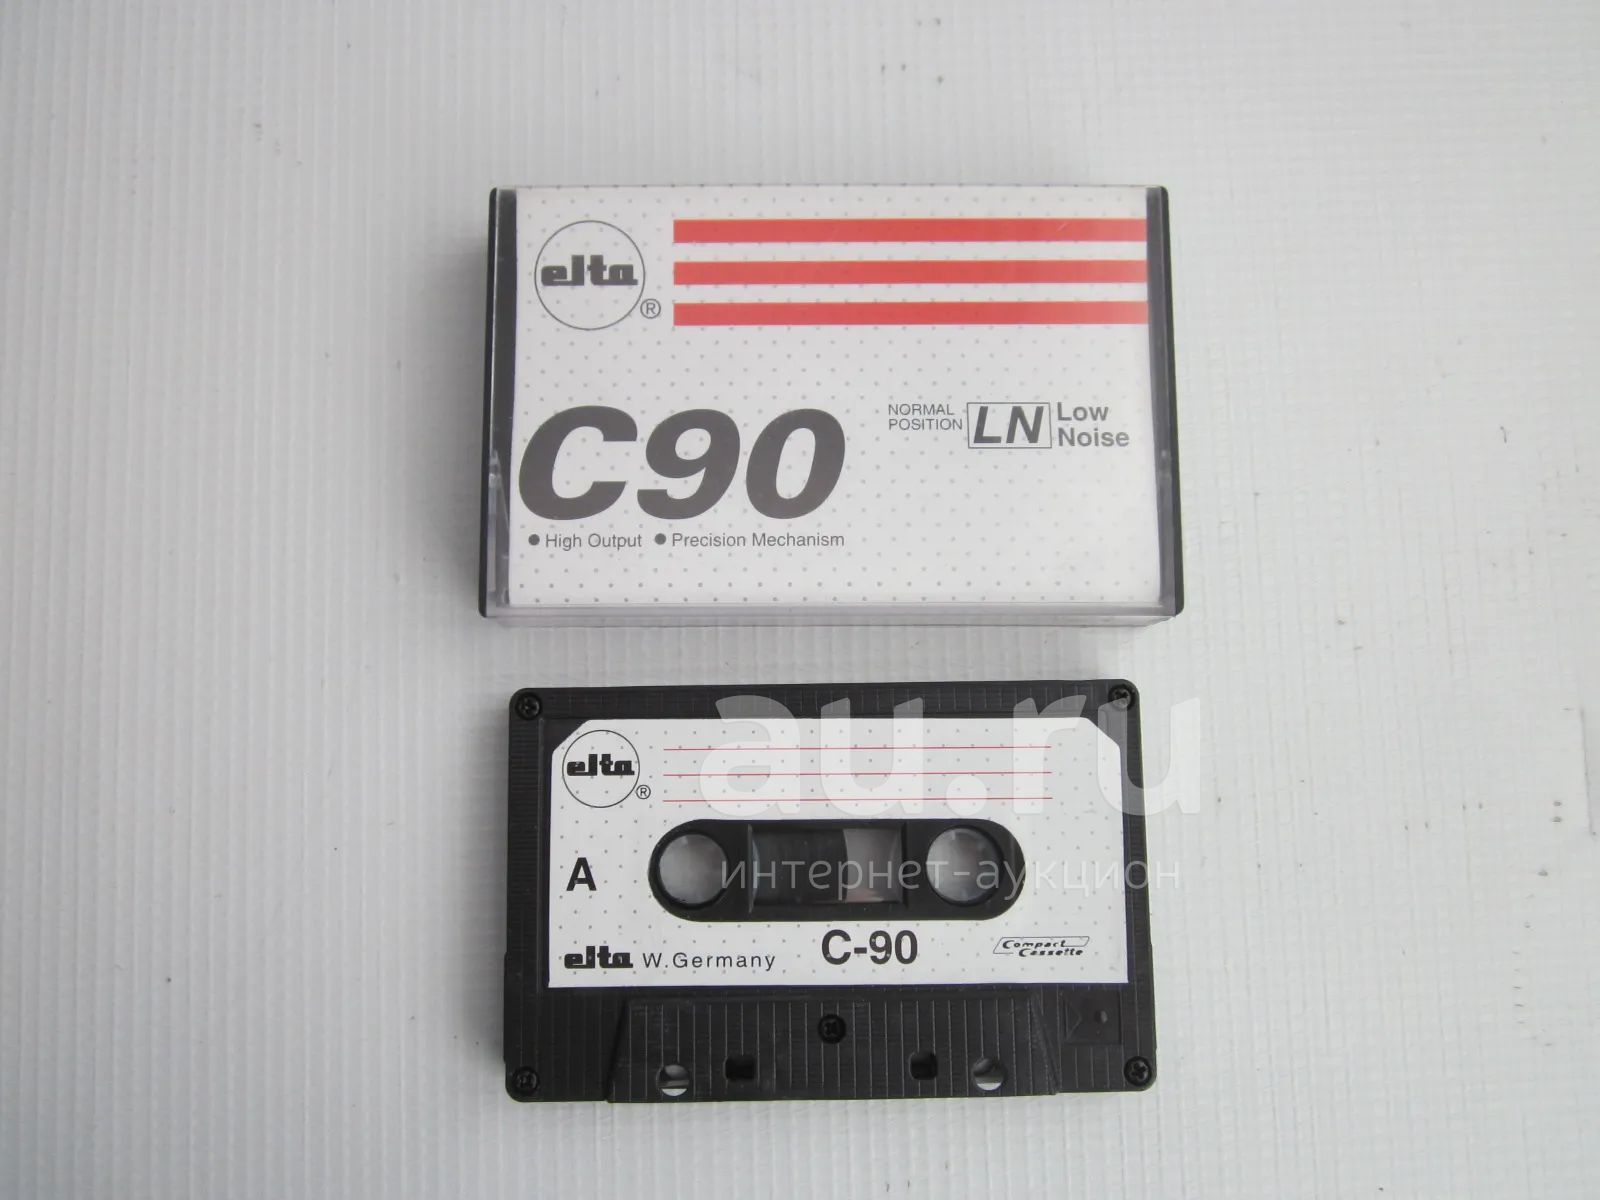 elta ®
NORMAL POSITION LN Low Noise
C90
● High Output ● Precision Mechanism
elta ®
au.ru
интернет-аукцион
A
elta W.Germany C-90 Compact Cassette